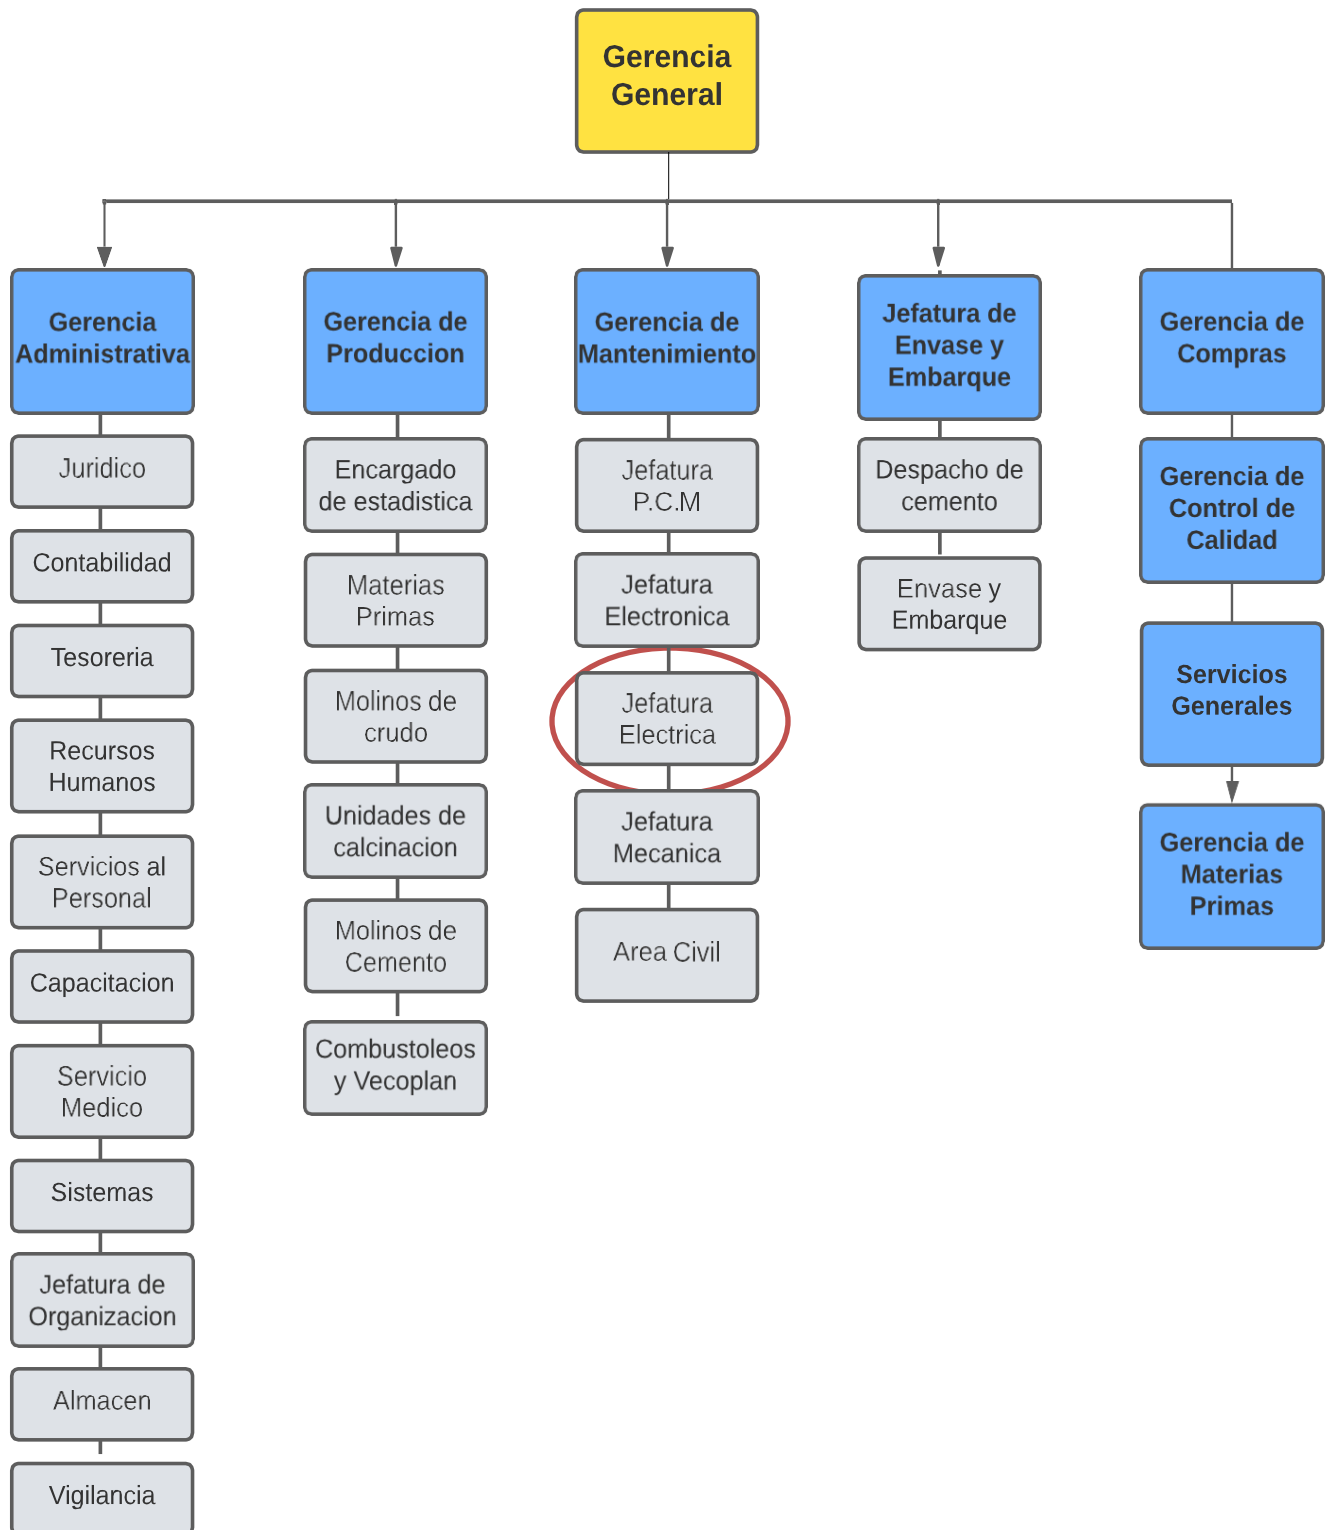 Gerencia
General
Gerencia
Administrativa
Juridico
Contabilidad
Tesoreria
Recursos
Humanos
Servicios al
Personal
Capacitacion
Servicio
Medico
Sistemas
Jefatura de
Organizacion
Almacen
Vigilancia
Gerencia de
Produccion
Encargado
de estadistica
Materias
Primas
Molinos de
crudo
Unidades de
calcinacion
Molinos de
Cemento
Combustoleos
y Vecoplan
Gerencia de
Mantenimiento
Jefatura
P.C.M
Jefatura
Electronica
Jefatura
Electrica
Jefatura
Mecanica
Area Civil
Jefatura de
Envase y
Embarque
Despacho de
cemento
Envase y
Embarque
Gerencia de
Compras
Gerencia de
Control de
Calidad
Servicios
Generales
Gerencia de
Materias
Primas